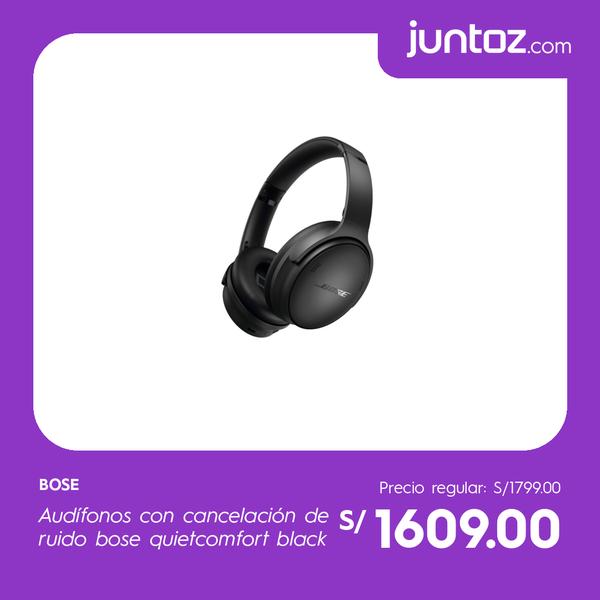 juntoz.com
BOSE
BOSE
Audífonos con cancelación de
ruido bose quietcomfort black
Precio regular: S/1799.00
S/ 1609.00